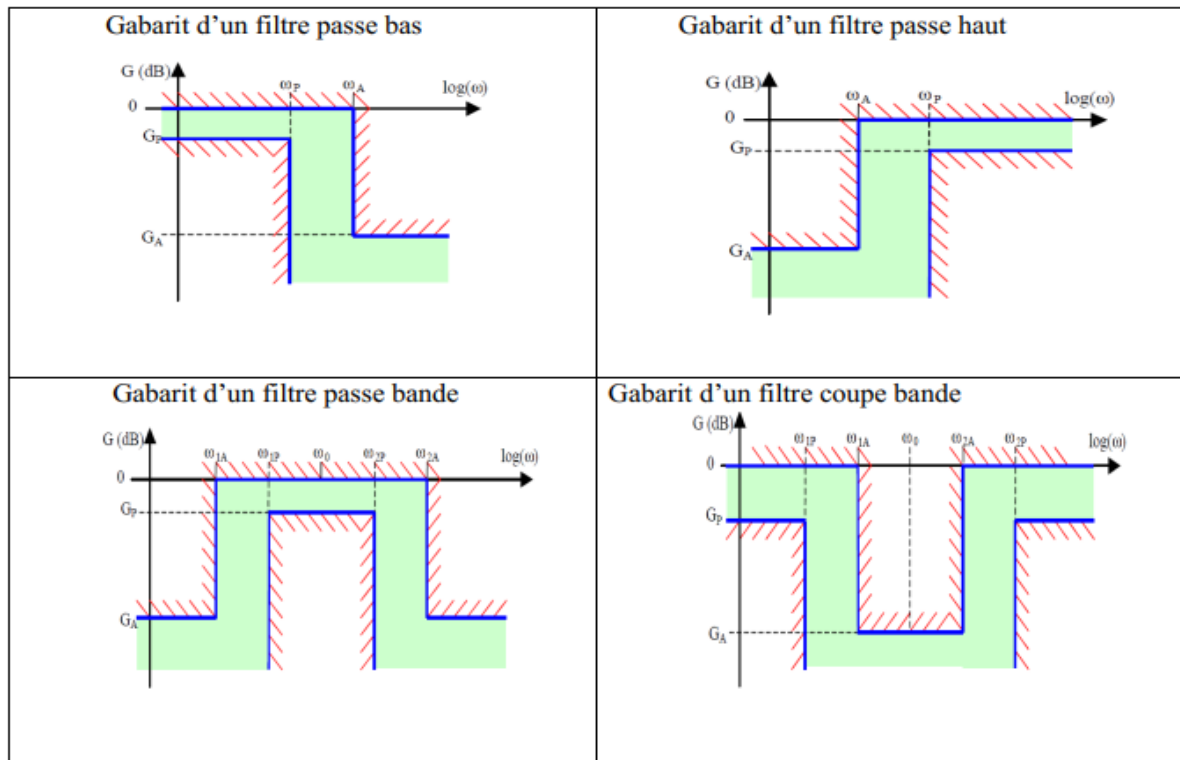 Gabarit d'un filtre passe bas
G (dB)
ωP
ωA
log(ω)
0
GP
GA
Gabarit d'un filtre passe haut
G (dB)
ωA
ωP
log(ω)
0
GP
GA
Gabarit d'un filtre passe bande
G (dB)
ω1A
ω1P
ω0
ω2P
ω2A
log(ω)
0
GP
GA
Gabarit d'un filtre coupe bande
G (dB)
ω1P
ω1A
ω0
ω2A
ω2P
log(ω)
0
GP
GA